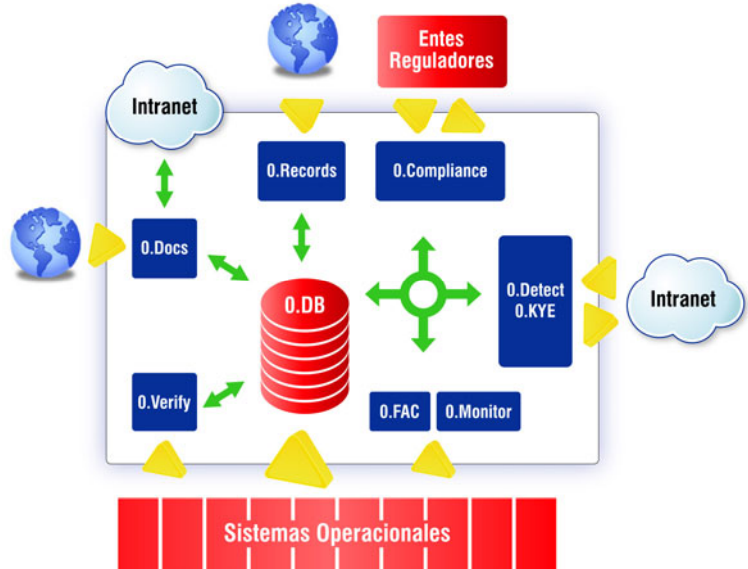 Entes
Reguladores
Intranet
0.Records
0.Compliance
0.Docs
0.DB
0.Detect
0.KYE
Intranet
0.Verify
0.FAC
0.Monitor
Sistemas Operacionales